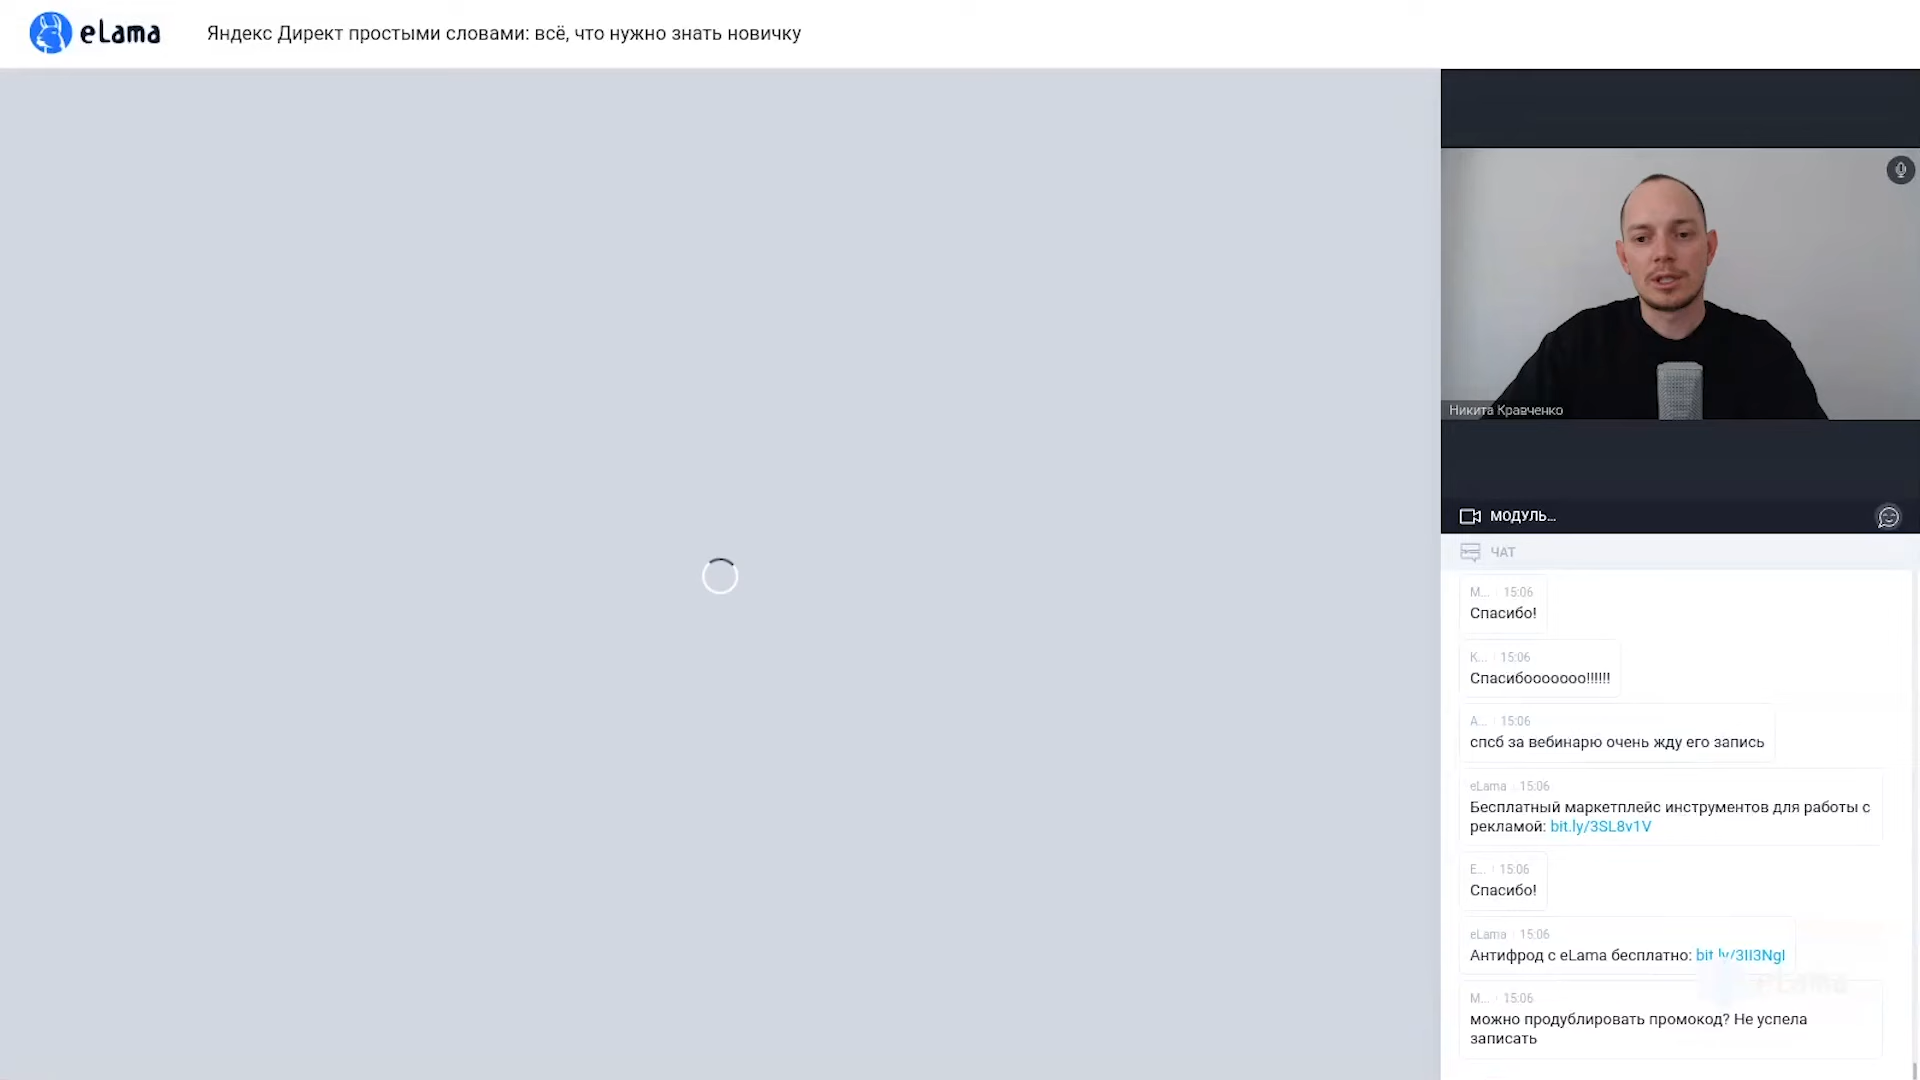 eLama
Яндекс Директ простыми словами: всё, что нужно знать новичку
Никита Кравченко
МОДУЛЬ...
ЧАТ
М... 15:06
Спасибо!
К... 15:06
Спасибооооооо!!!!!!
А... 15:06
спсб за вебинарю очень жду его запись
eLama 15:06
Бесплатный маркетплейс инструментов для работы с
рекламой: bit.ly/3SL8v1V
Е... 15:06
Спасибо!
eLama 15:06
Антифрод с eLama бесплатно:
М... 15:06
можно продублировать промокод? Не успела
записать